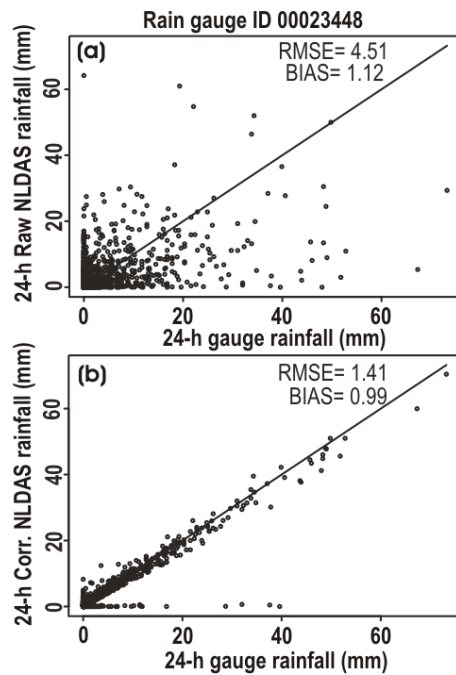 Rain gauge ID 00023448
(a)
RMSE= 4.51
BIAS= 1.12
24-h Raw NLDAS rainfall (mm)
60
40
20
0
0 20 40 60
24-h gauge rainfall (mm)
(b)
RMSE= 1.41
BIAS= 0.99
24-h Corr. NLDAS rainfall (mm)
60
40
20
0
0 20 40 60
24-h gauge rainfall (mm)